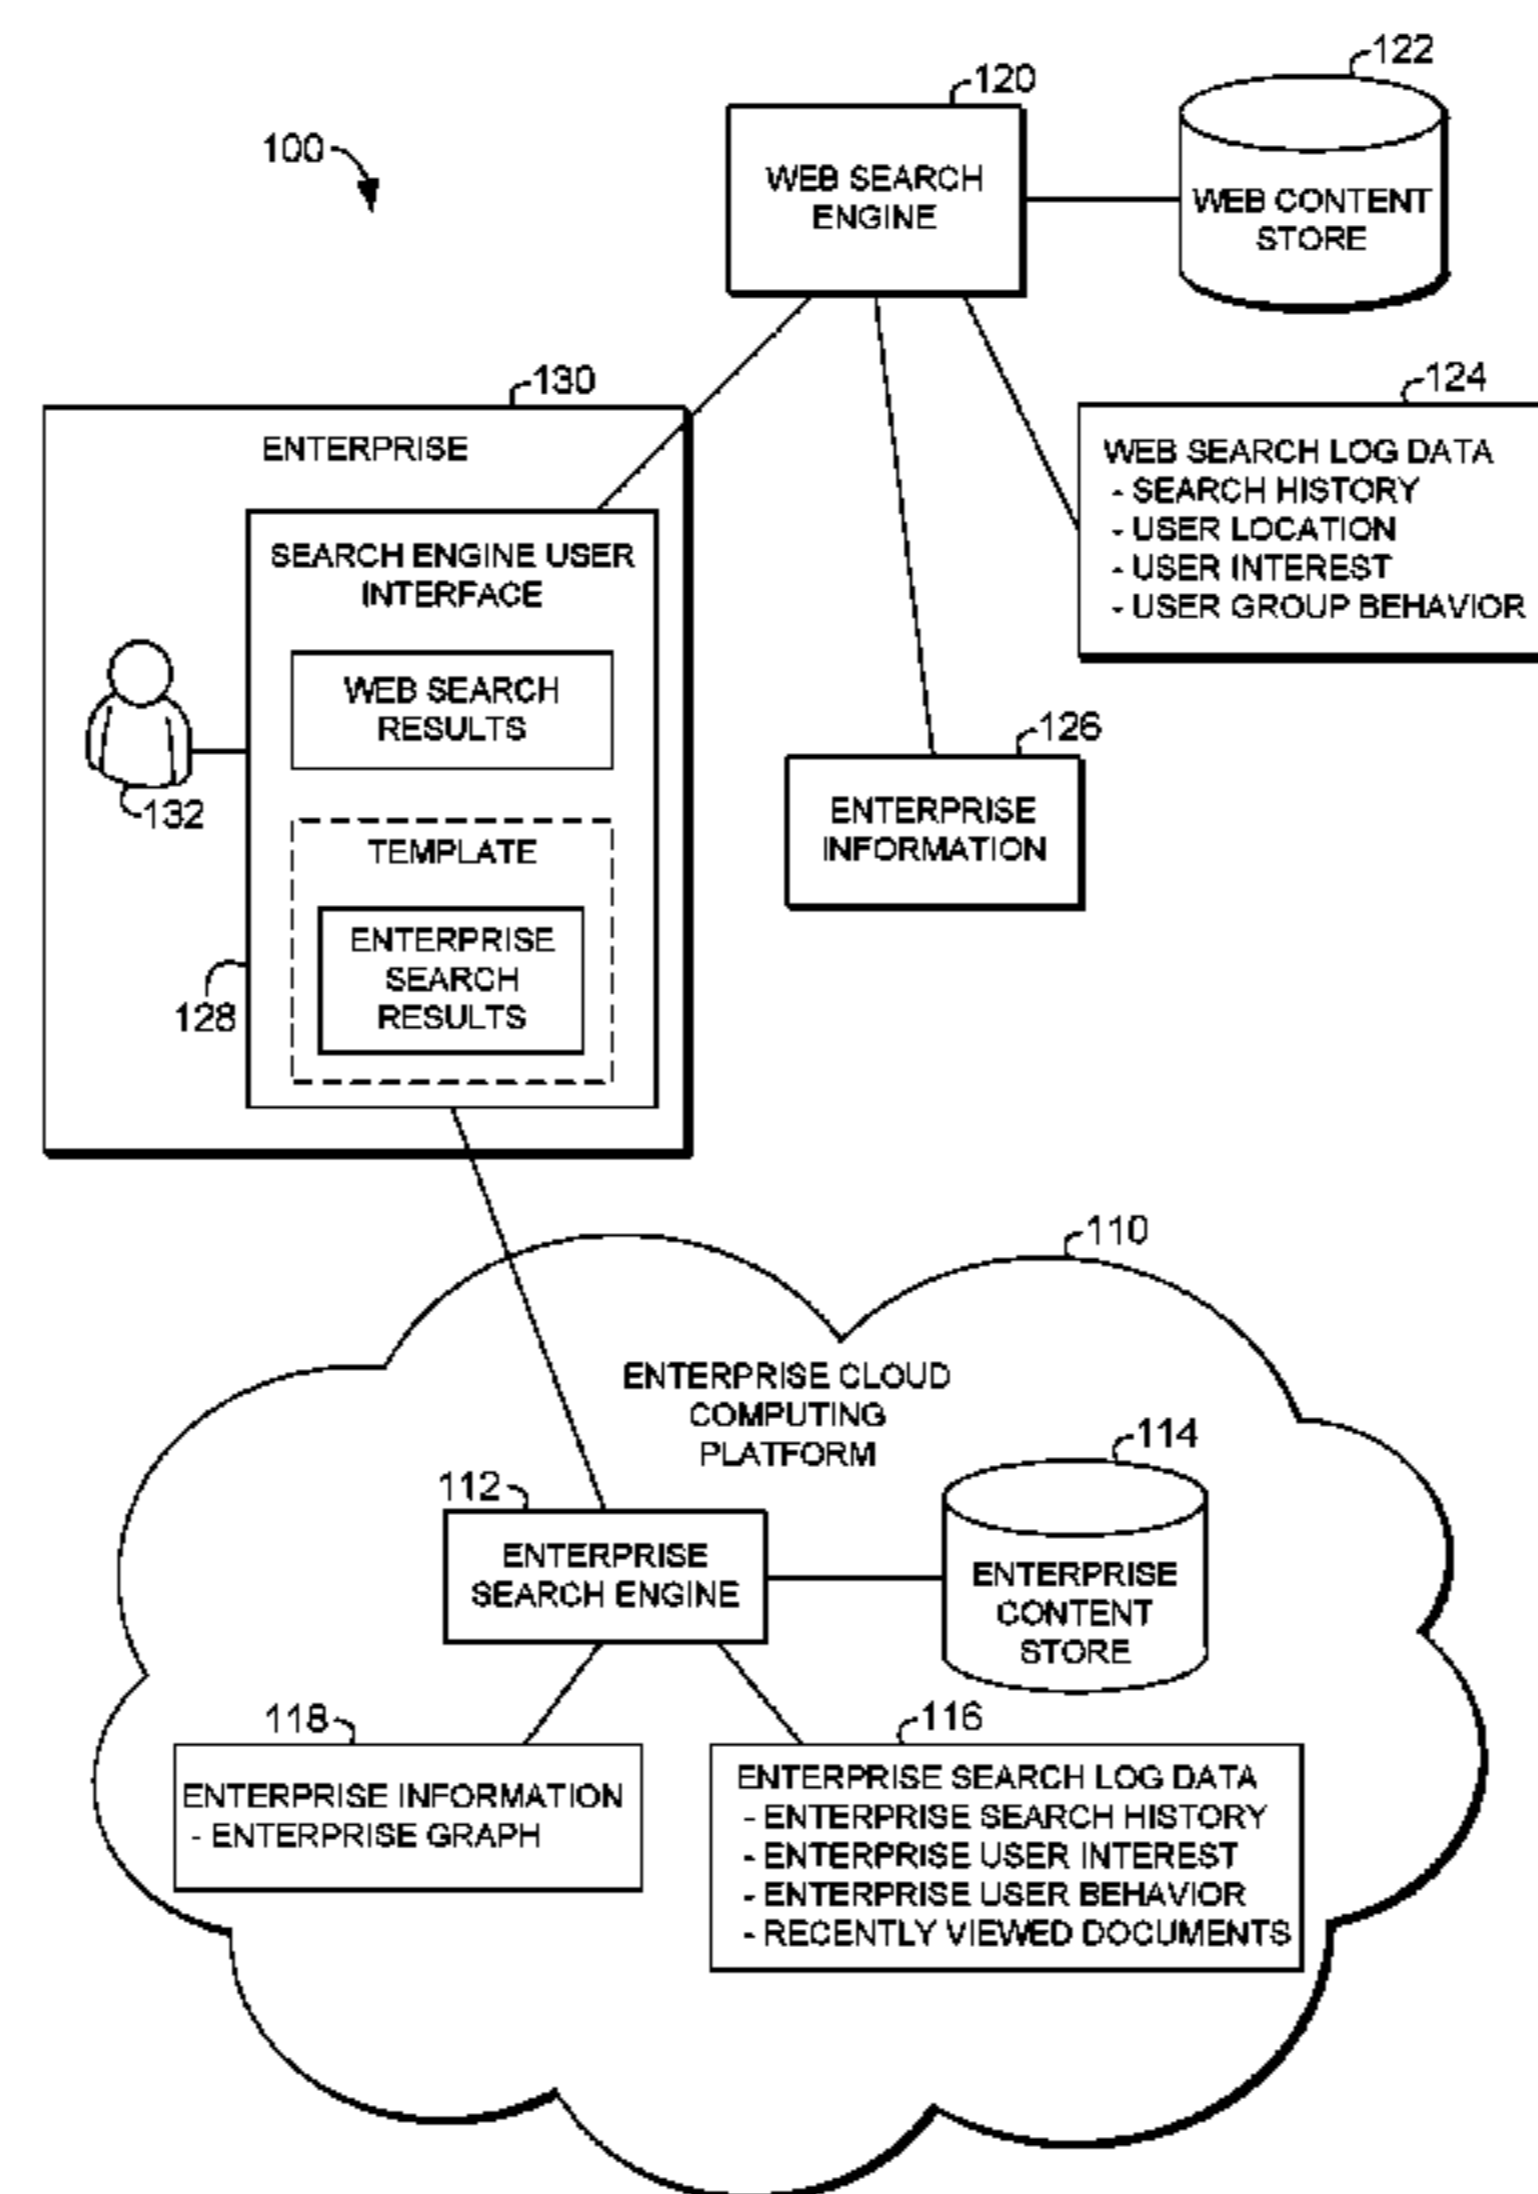 100
120
WEB SEARCH
ENGINE
122
WEB CONTENT
STORE
130
ENTERPRISE
124
WEB SEARCH LOG DATA
- SEARCH HISTORY
- USER LOCATION
- USER INTEREST
- USER GROUP BEHAVIOR
SEARCH ENGINE USER
INTERFACE
WEB SEARCH
RESULTS
132
126
ENTERPRISE
INFORMATION
TEMPLATE
ENTERPRISE
SEARCH
RESULTS
128
110
ENTERPRISE CLOUD
COMPUTING
PLATFORM
112
ENTERPRISE
SEARCH ENGINE
114
ENTERPRISE
CONTENT
STORE
118
ENTERPRISE INFORMATION
- ENTERPRISE GRAPH
116
ENTERPRISE SEARCH LOG DATA
- ENTERPRISE SEARCH HISTORY
- ENTERPRISE USER INTEREST
- ENTERPRISE USER BEHAVIOR
- RECENTLY VIEWED DOCUMENTS